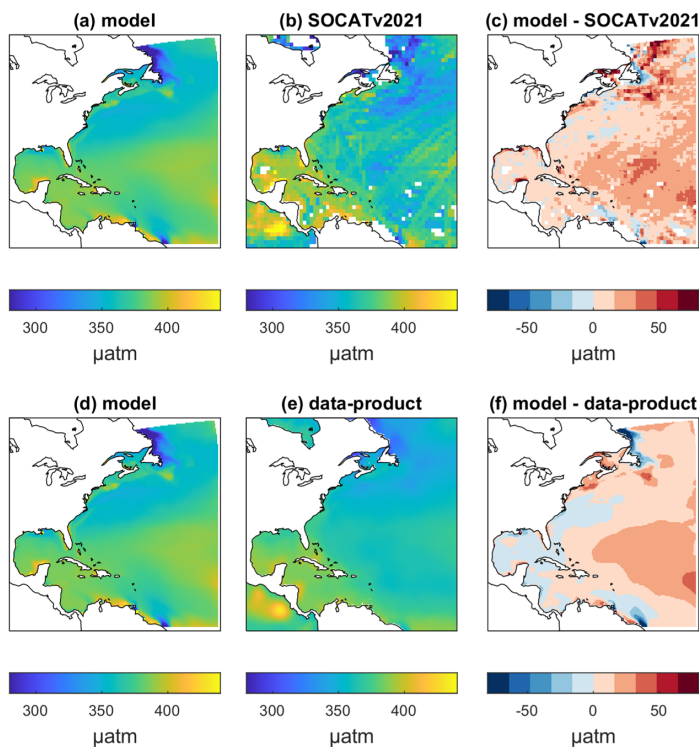 (a) model
(b) SOCATv2021
(c) model - SOCATv2021
300 350 400
300 350 400
-50 0 50
µatm
µatm
µatm
(d) model
(e) data-product
(f) model - data-product
300 350 400
300 350 400
-50 0 50
µatm
µatm
µatm